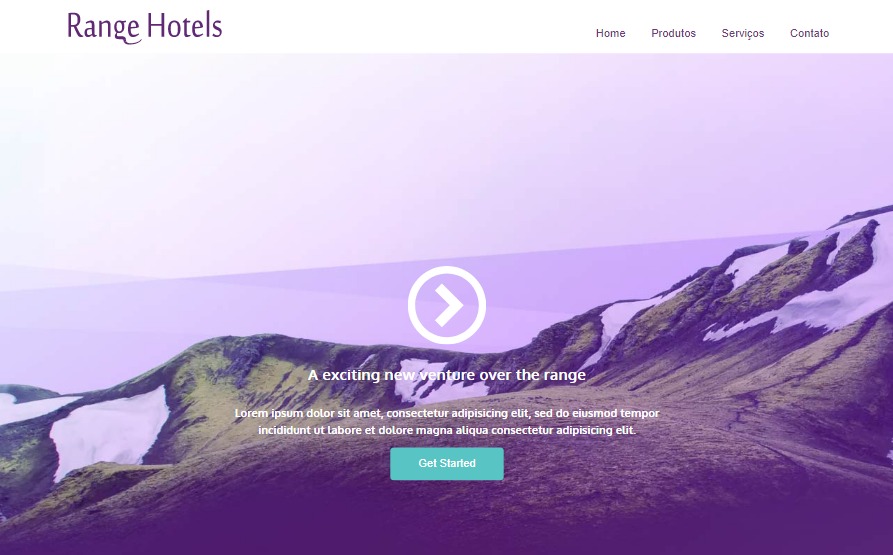 Range Hotels
Home Produtos Serviços Contato
A exciting new venture over the range
Lorem ipsum dolor sit amet, consectetur adipisicing elit, sed do eiusmod tempor
incididunt ut labore et dolore magna aliqua consectetur adipisicing elit.
Get Started